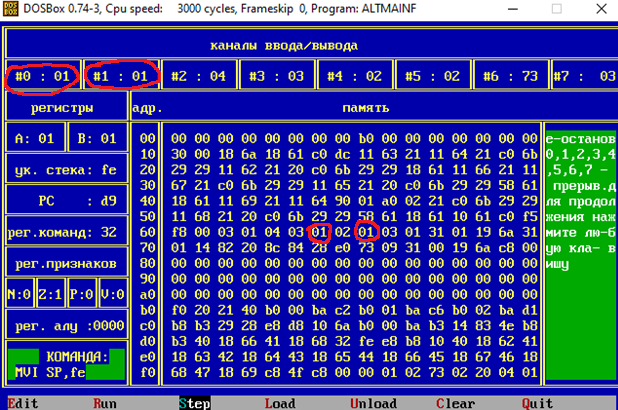 DOSBox 0.74-3, Cpu speed: 3000 cycles, Frameskip 0, Program: ALTMAINF
каналы ввода/вывода
#0 : 01 #1 : 01 #2 : 04 #3 : 03 #4 : 02 #5 : 02 #6 : 73 #7 : 03
регистры
A: 01 B: 01
ук. стека: fe
PC : d9
рег.команд: 32
рег.признаков
N:0 Z:1 P:0 V:0
рег. алу :0000
КОМАНДА:
MVI SP,fe
адр. память
00 00 00 00 00 00 00 00 00 b0 00 00 00 00 00 00 00
10 30 00 18 6a 18 61 c0 dc 11 63 21 11 64 21 c0 6b
20 29 29 11 62 21 20 c0 6b 29 29 18 61 11 66 21 11
30 67 21 c0 6b 29 29 11 65 21 20 c0 6b 29 29 58 61
40 18 61 11 69 21 11 64 90 01 a0 02 21 c0 6b 29 29
50 11 68 21 20 c0 6b 29 29 58 61 18 61 10 61 c0 f5
60 f8 00 03 01 04 03 01 02 01 03 01 31 01 19 6a 31
70 01 14 82 20 8c 84 28 e0 73 09 31 00 19 6a c8 00
80 00 00 00 00 00 00 00 00 00 00 00 00 00 00 00 00
90 00 00 00 00 00 00 00 00 00 00 00 00 00 00 00 00
a0 00 00 00 00 00 00 00 00 00 00 00 00 00 00 00 00
b0 f0 20 21 40 b0 00 ba c2 b0 01 ba c6 b0 02 ba d1
c0 b8 b3 29 28 e8 d8 10 6a b0 00 ba b3 14 83 4e b8
d0 b3 40 18 66 41 18 68 32 fe e8 b8 10 40 18 62 41
e0 18 63 42 18 64 43 18 65 44 18 66 45 18 67 46 18
f0 68 47 18 69 c8 4f c8 00 00 01 02 73 02 20 04 01
е-останов
0,1,2,3,4
,5,6,7 -
прерыв.д
ля продол
жения наж
мите лю-б
ую кла- в
ишу
Edit Run Step Load Unload Clear Quit